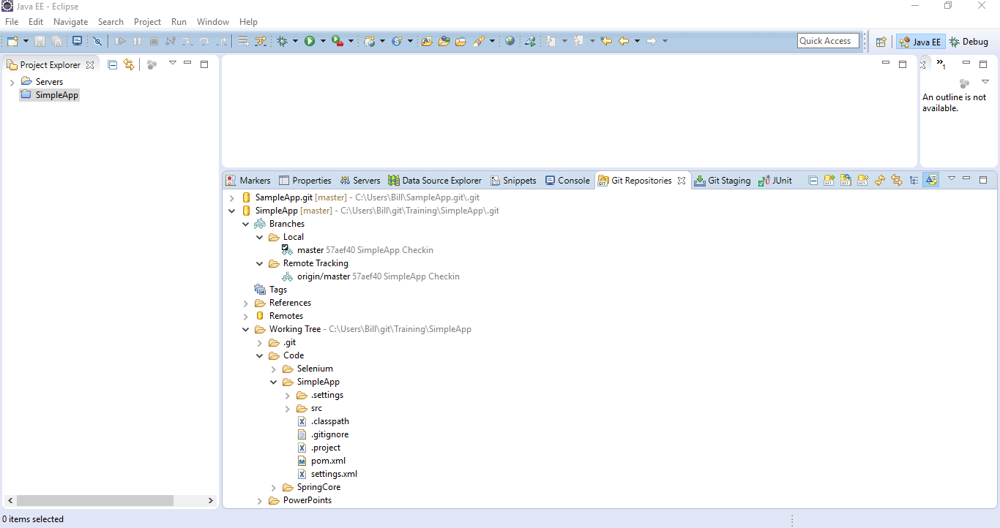 Java EE - Eclipse
File Edit Navigate Search Project Run Window Help
Quick Access
Java EE
Debug
Project Explorer
Servers
SimpleApp
1
An outline is not
available.
Markers Properties Servers Data Source Explorer Snippets Console Git Repositories Git Staging JUnit
SampleApp.git [master] - C:\Users\Bill\SampleApp.git\.git
SimpleApp [master] - C:\Users\Bill\git\Training\SimpleApp\.git
Branches
Local
master 57aef40 SimpleApp Checkin
Remote Tracking
origin/master 57aef40 SimpleApp Checkin
Tags
References
Remotes
Working Tree - C:\Users\Bill\git\Training\SimpleApp
.git
Code
Selenium
SimpleApp
.settings
src
.classpath
.gitignore
.project
pom.xml
settings.xml
SpringCore
PowerPoints
0 items selected